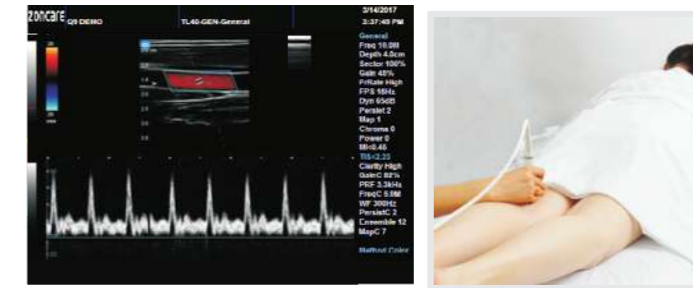 zoncare Q9 DEMO TL40-GEN-General 3/14/2017
3:37:49 PM
General
Freq 10.0M
Depth 4.0cm
Sector 100%
Gain 48%
FrRate High
FPS 16Hz
Dyn 65dB
Persist 2
Map 1
Chroma 0
Power 0
MI<0.46
TIS<2.23
Clarity High
GainC 82%
PRF 3.3kHz
FreqC 5.0M
WF 300Hz
PersistC 2
Ensemble 12
MapC 7
Method Color